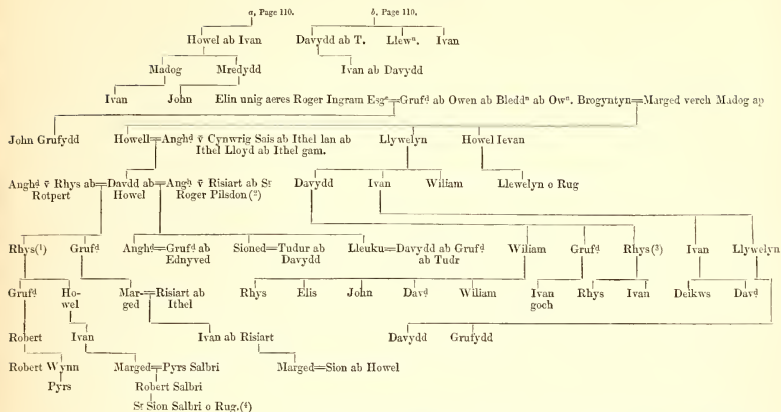 a, Page 110. b, Page 110.
Howel ab Ivan Davydd ab T. Llewⁿ. Ivan
Madog Mredydd Ivan ab Davydd
Ivan John Elin unig aeres Roger Ingram Esgʳ=Grufᵈ ab Owen ab Bleddⁿ ab Owⁿ. Brogyntyn=Marged verch Madog ap
John Grufydd Howell=Anghᵈ v̄ Cynwrig Sais ab Ithel lan ab Llywelyn Howel Ievan
Ithel Lloyd ab Ithel gam.
Anghᵈ v̄ Rhys ab=Davdd ab=Angh v̄ Risiart ab Sʳ Davydd Ivan Wiliam Llewelyn o Rug
Rotpert Howel Roger Pilsdon(²)
Rhys(¹) Grufᵈ Anghᵈ=Grufᵈ ab Sioned=Tudur ab Lleuku=Davydd ab Grufᵈ Wiliam Grufᵈ Rhys(³) Ivan Llywelyn
Ednyved Davydd ab Tudr
Grufᵈ Ho- Mar-=Risiart ab Rhys Elis John Davᵈ Wiliam Ivan Rhys Ivan Deikws Davᵈ
wel ged Ithel goch
Robert Ivan Ivan ab Risiart Davydd Grufydd
Robert Wynn Marged=Pyrs Salbri Marged=Sion ab Howel
Pyrs Robert Salbri
Sʳ Sion Salbri o Rug.(⁴)